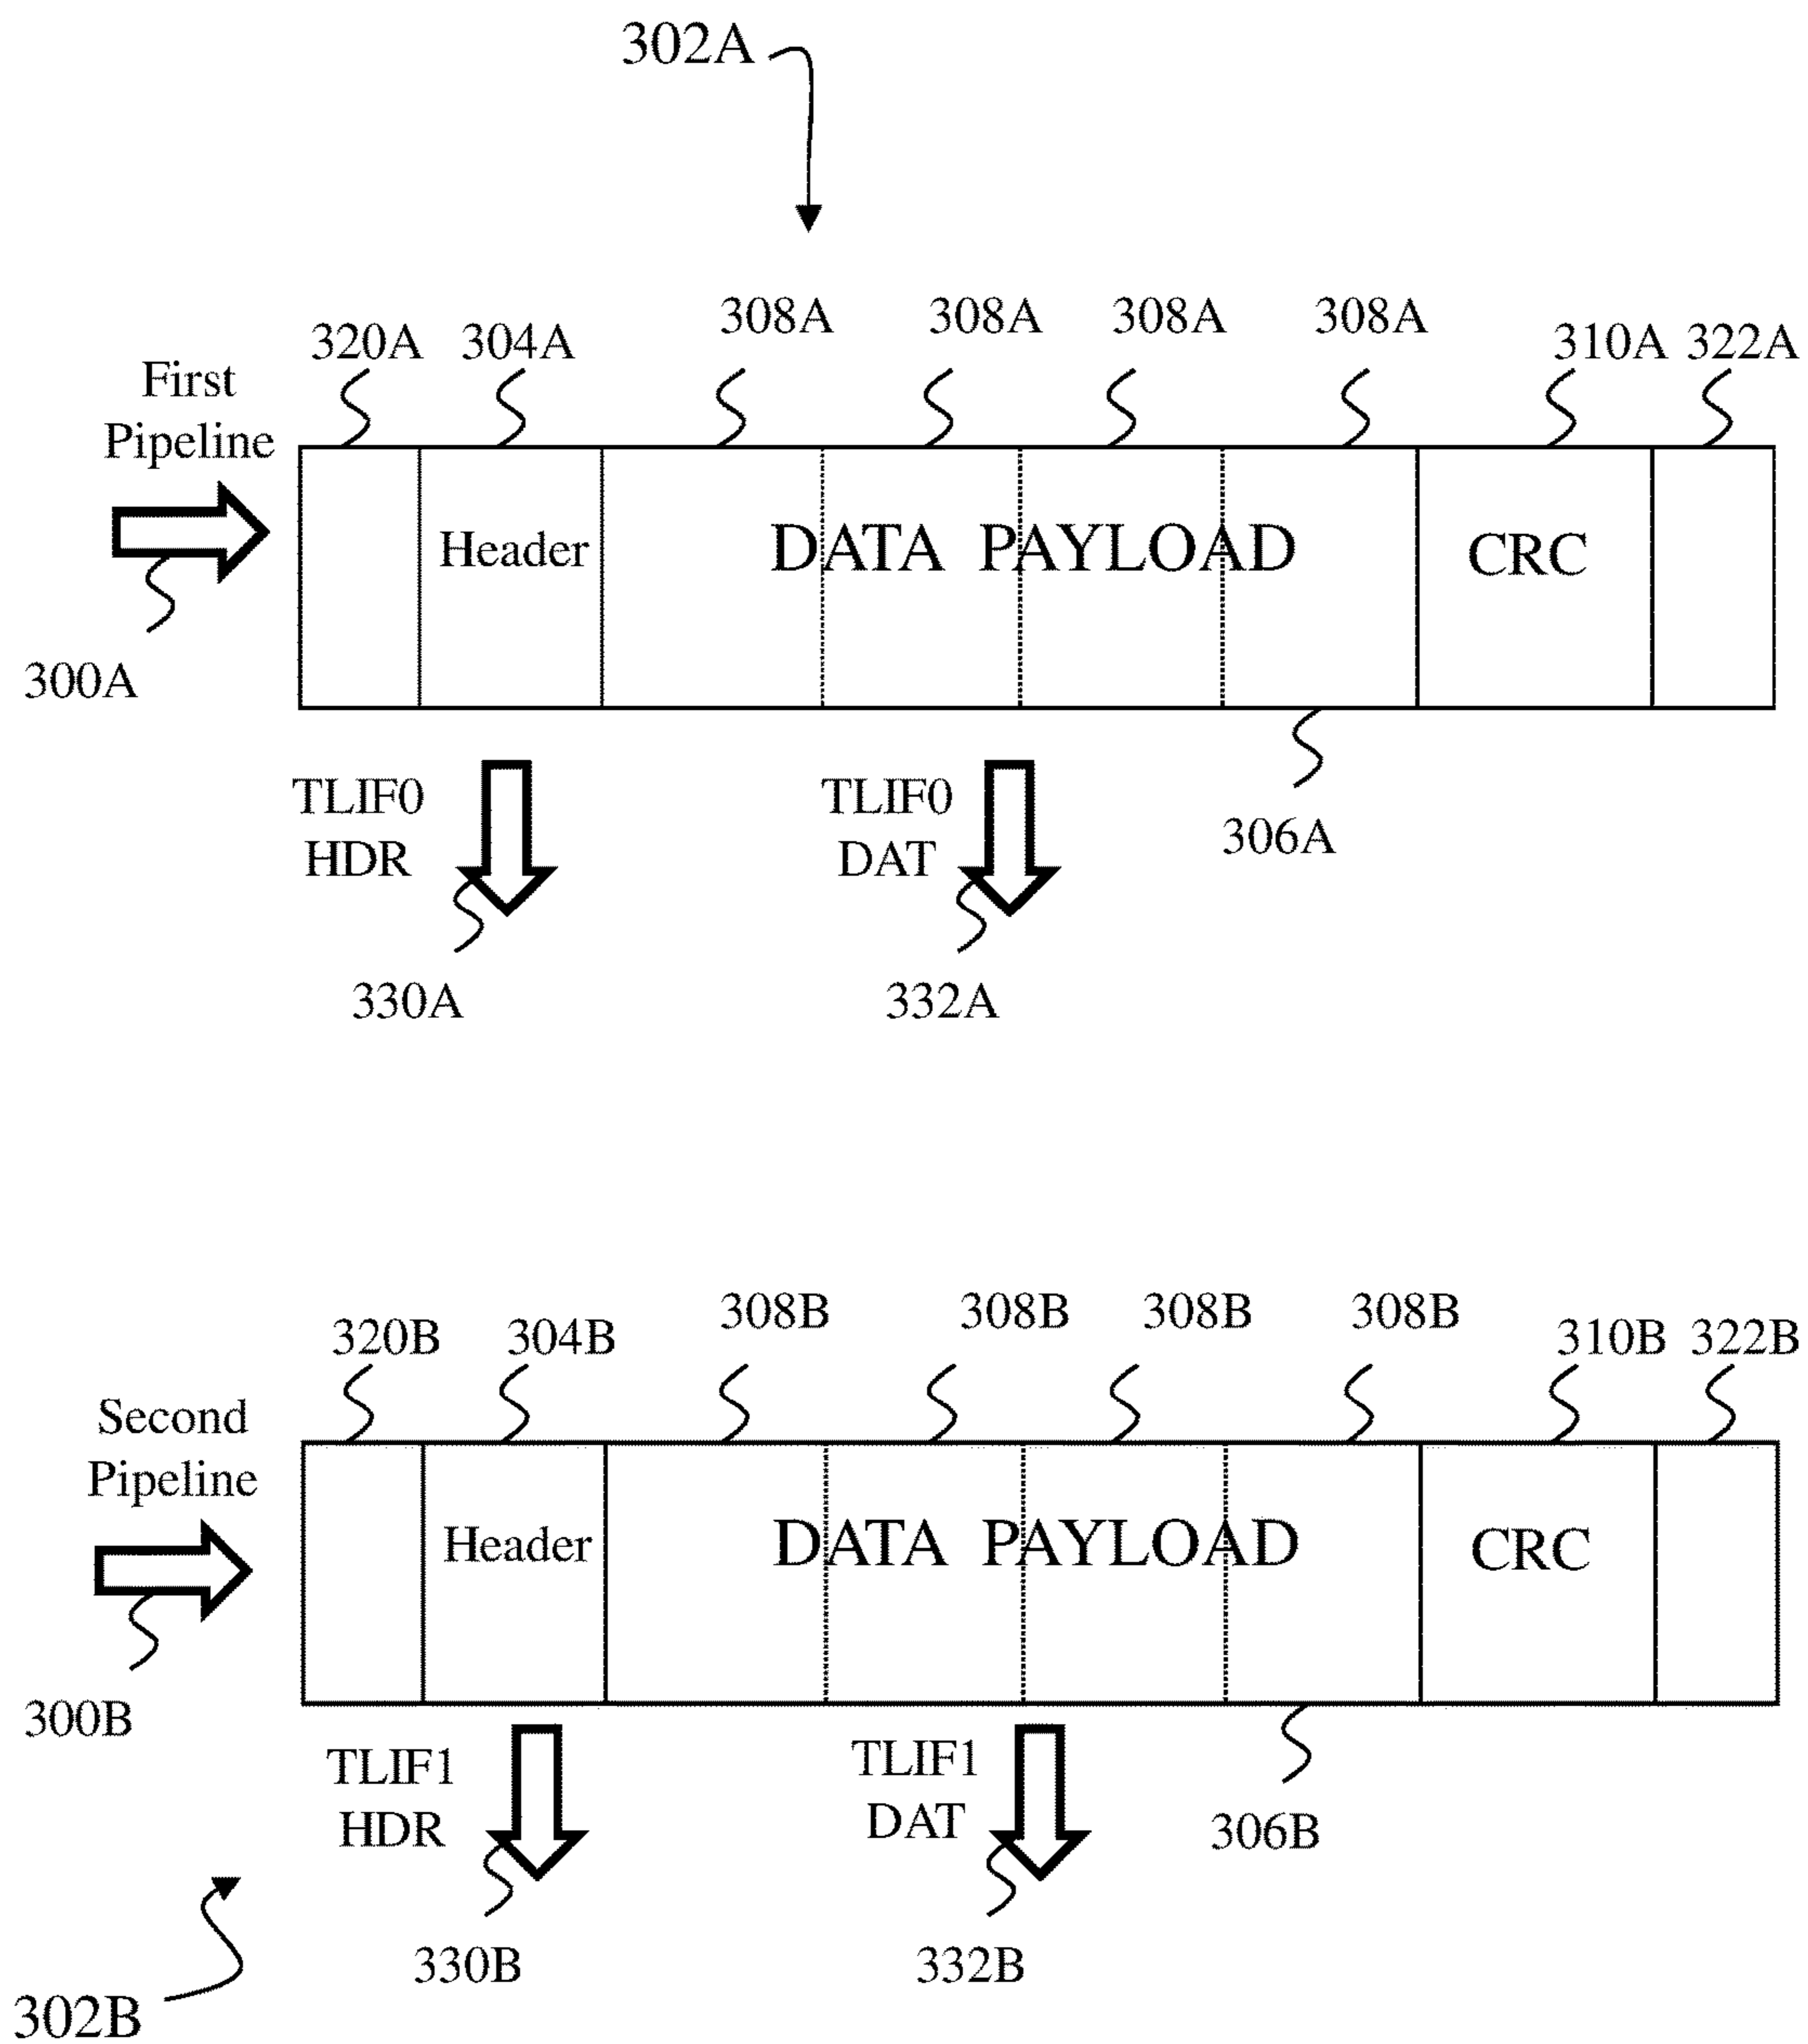 302A
308A 308A 308A 308A
320A 304A 310A 322A
First
Pipeline
Header DATA PAYLOAD CRC
300A
TLIF0 TLIF0
HDR DAT
306A
330A 332A
308B 308B 308B 308B
320B 304B 310B 322B
Second
Pipeline
Header DATA PAYLOAD CRC
300B
TLIF1 TLIF1
HDR DAT
306B
330B 332B
302B